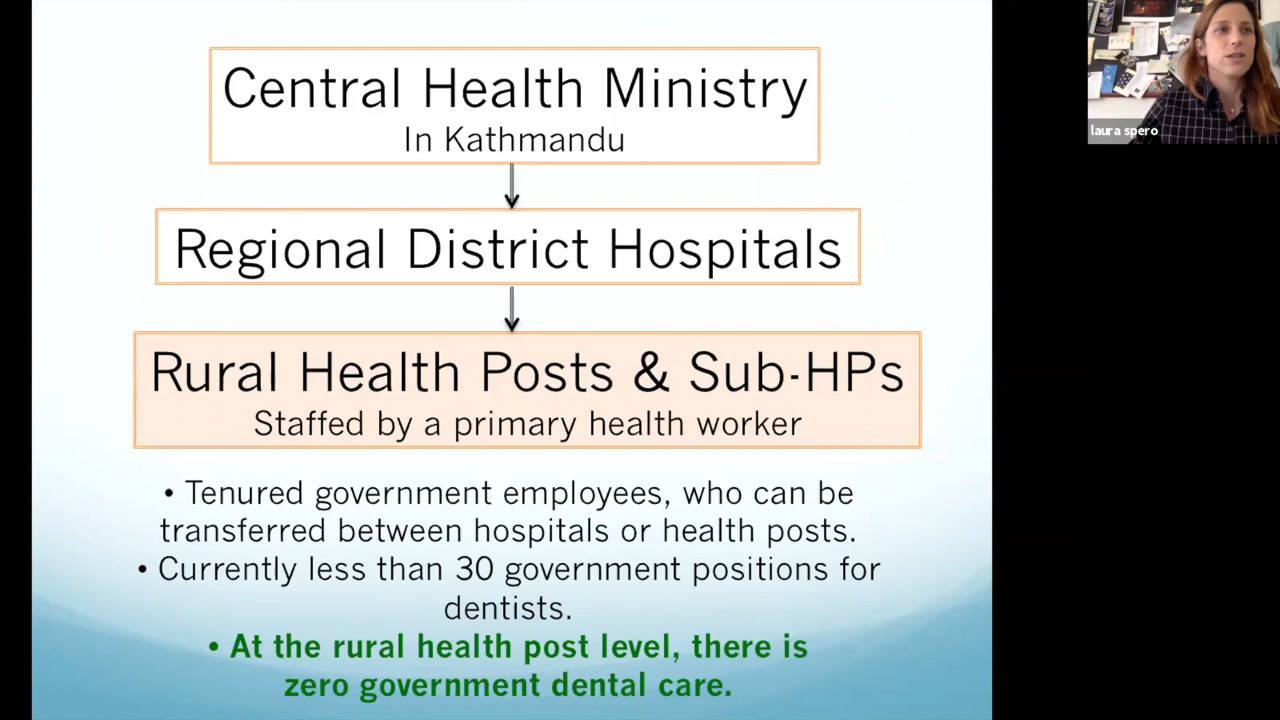 Central Health Ministry
In Kathmandu
Regional District Hospitals
Rural Health Posts & Sub-HPs
Staffed by a primary health worker
• Tenured government employees, who can be
transferred between hospitals or health posts.
• Currently less than 30 government positions for
dentists.
• At the rural health post level, there is
zero government dental care.
laura spero